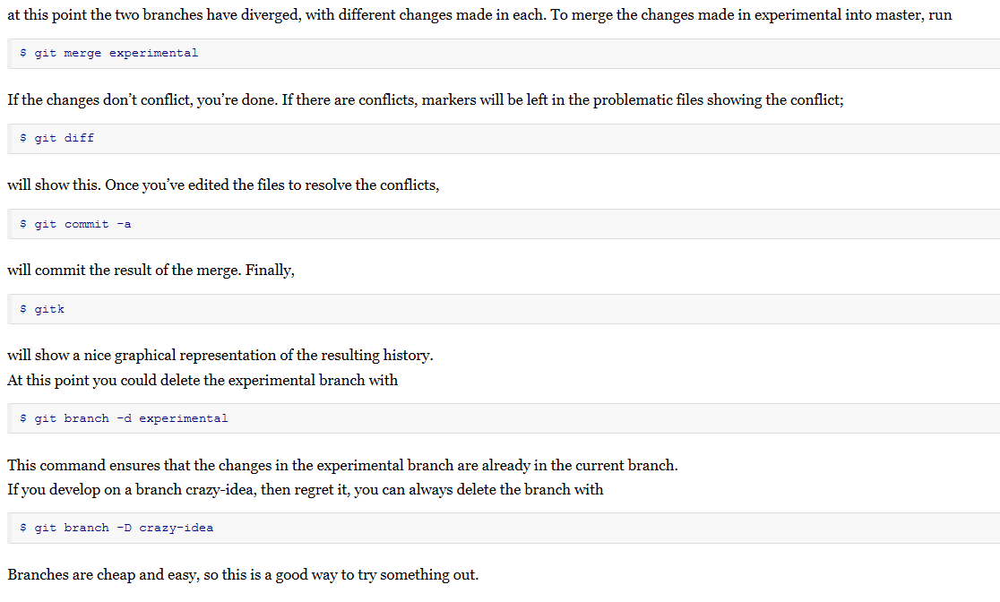 at this point the two branches have diverged, with different changes made in each. To merge the changes made in experimental into master, run
$ git merge experimental
If the changes don’t conflict, you’re done. If there are conflicts, markers will be left in the problematic files showing the conflict;
$ git diff
will show this. Once you’ve edited the files to resolve the conflicts,
$ git commit -a
will commit the result of the merge. Finally,
$ gitk
will show a nice graphical representation of the resulting history.
At this point you could delete the experimental branch with
$ git branch -d experimental
This command ensures that the changes in the experimental branch are already in the current branch.
If you develop on a branch crazy-idea, then regret it, you can always delete the branch with
$ git branch -D crazy-idea
Branches are cheap and easy, so this is a good way to try something out.